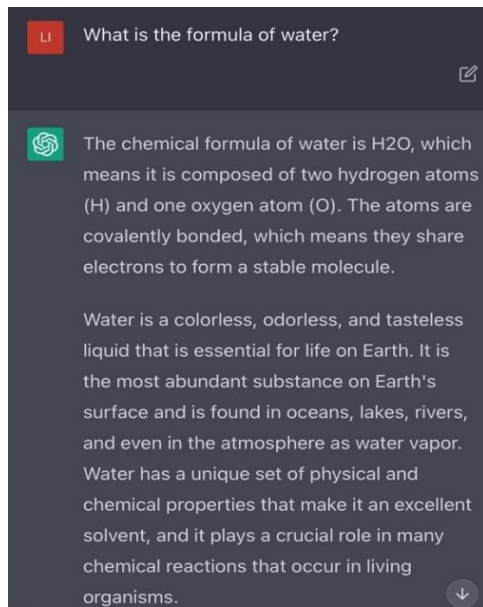 LI
What is the formula of water?
The chemical formula of water is H2O, which
means it is composed of two hydrogen atoms
(H) and one oxygen atom (O). The atoms are
covalently bonded, which means they share
electrons to form a stable molecule.
Water is a colorless, odorless, and tasteless
liquid that is essential for life on Earth. It is
the most abundant substance on Earth's
surface and is found in oceans, lakes, rivers,
and even in the atmosphere as water vapor.
Water has a unique set of physical and
chemical properties that make it an excellent
solvent, and it plays a crucial role in many
chemical reactions that occur in living
organisms.